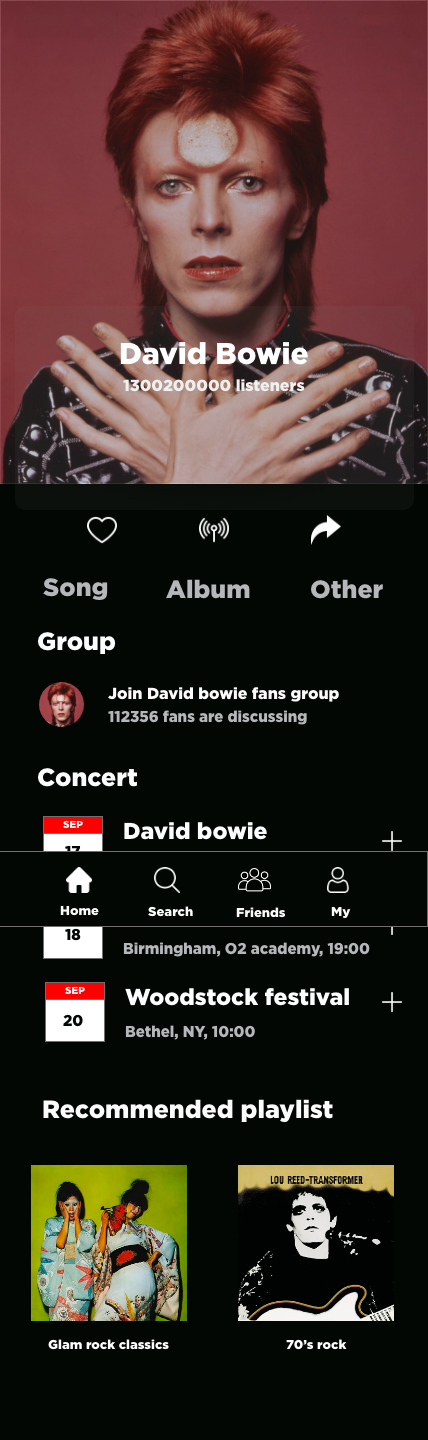 David Bowie
1300200000 listeners
Song Album Other
Group
Join David bowie fans group
112356 fans are discussing
Concert
SEP
David bowie
17
Home Search Friends My
18
Birmingham, O2 academy, 19:00
SEP
Woodstock festival
20
Bethel, NY, 10:00
Recommended playlist
LOU REED-TRANSFORMER
Glam rock classics
70's rock